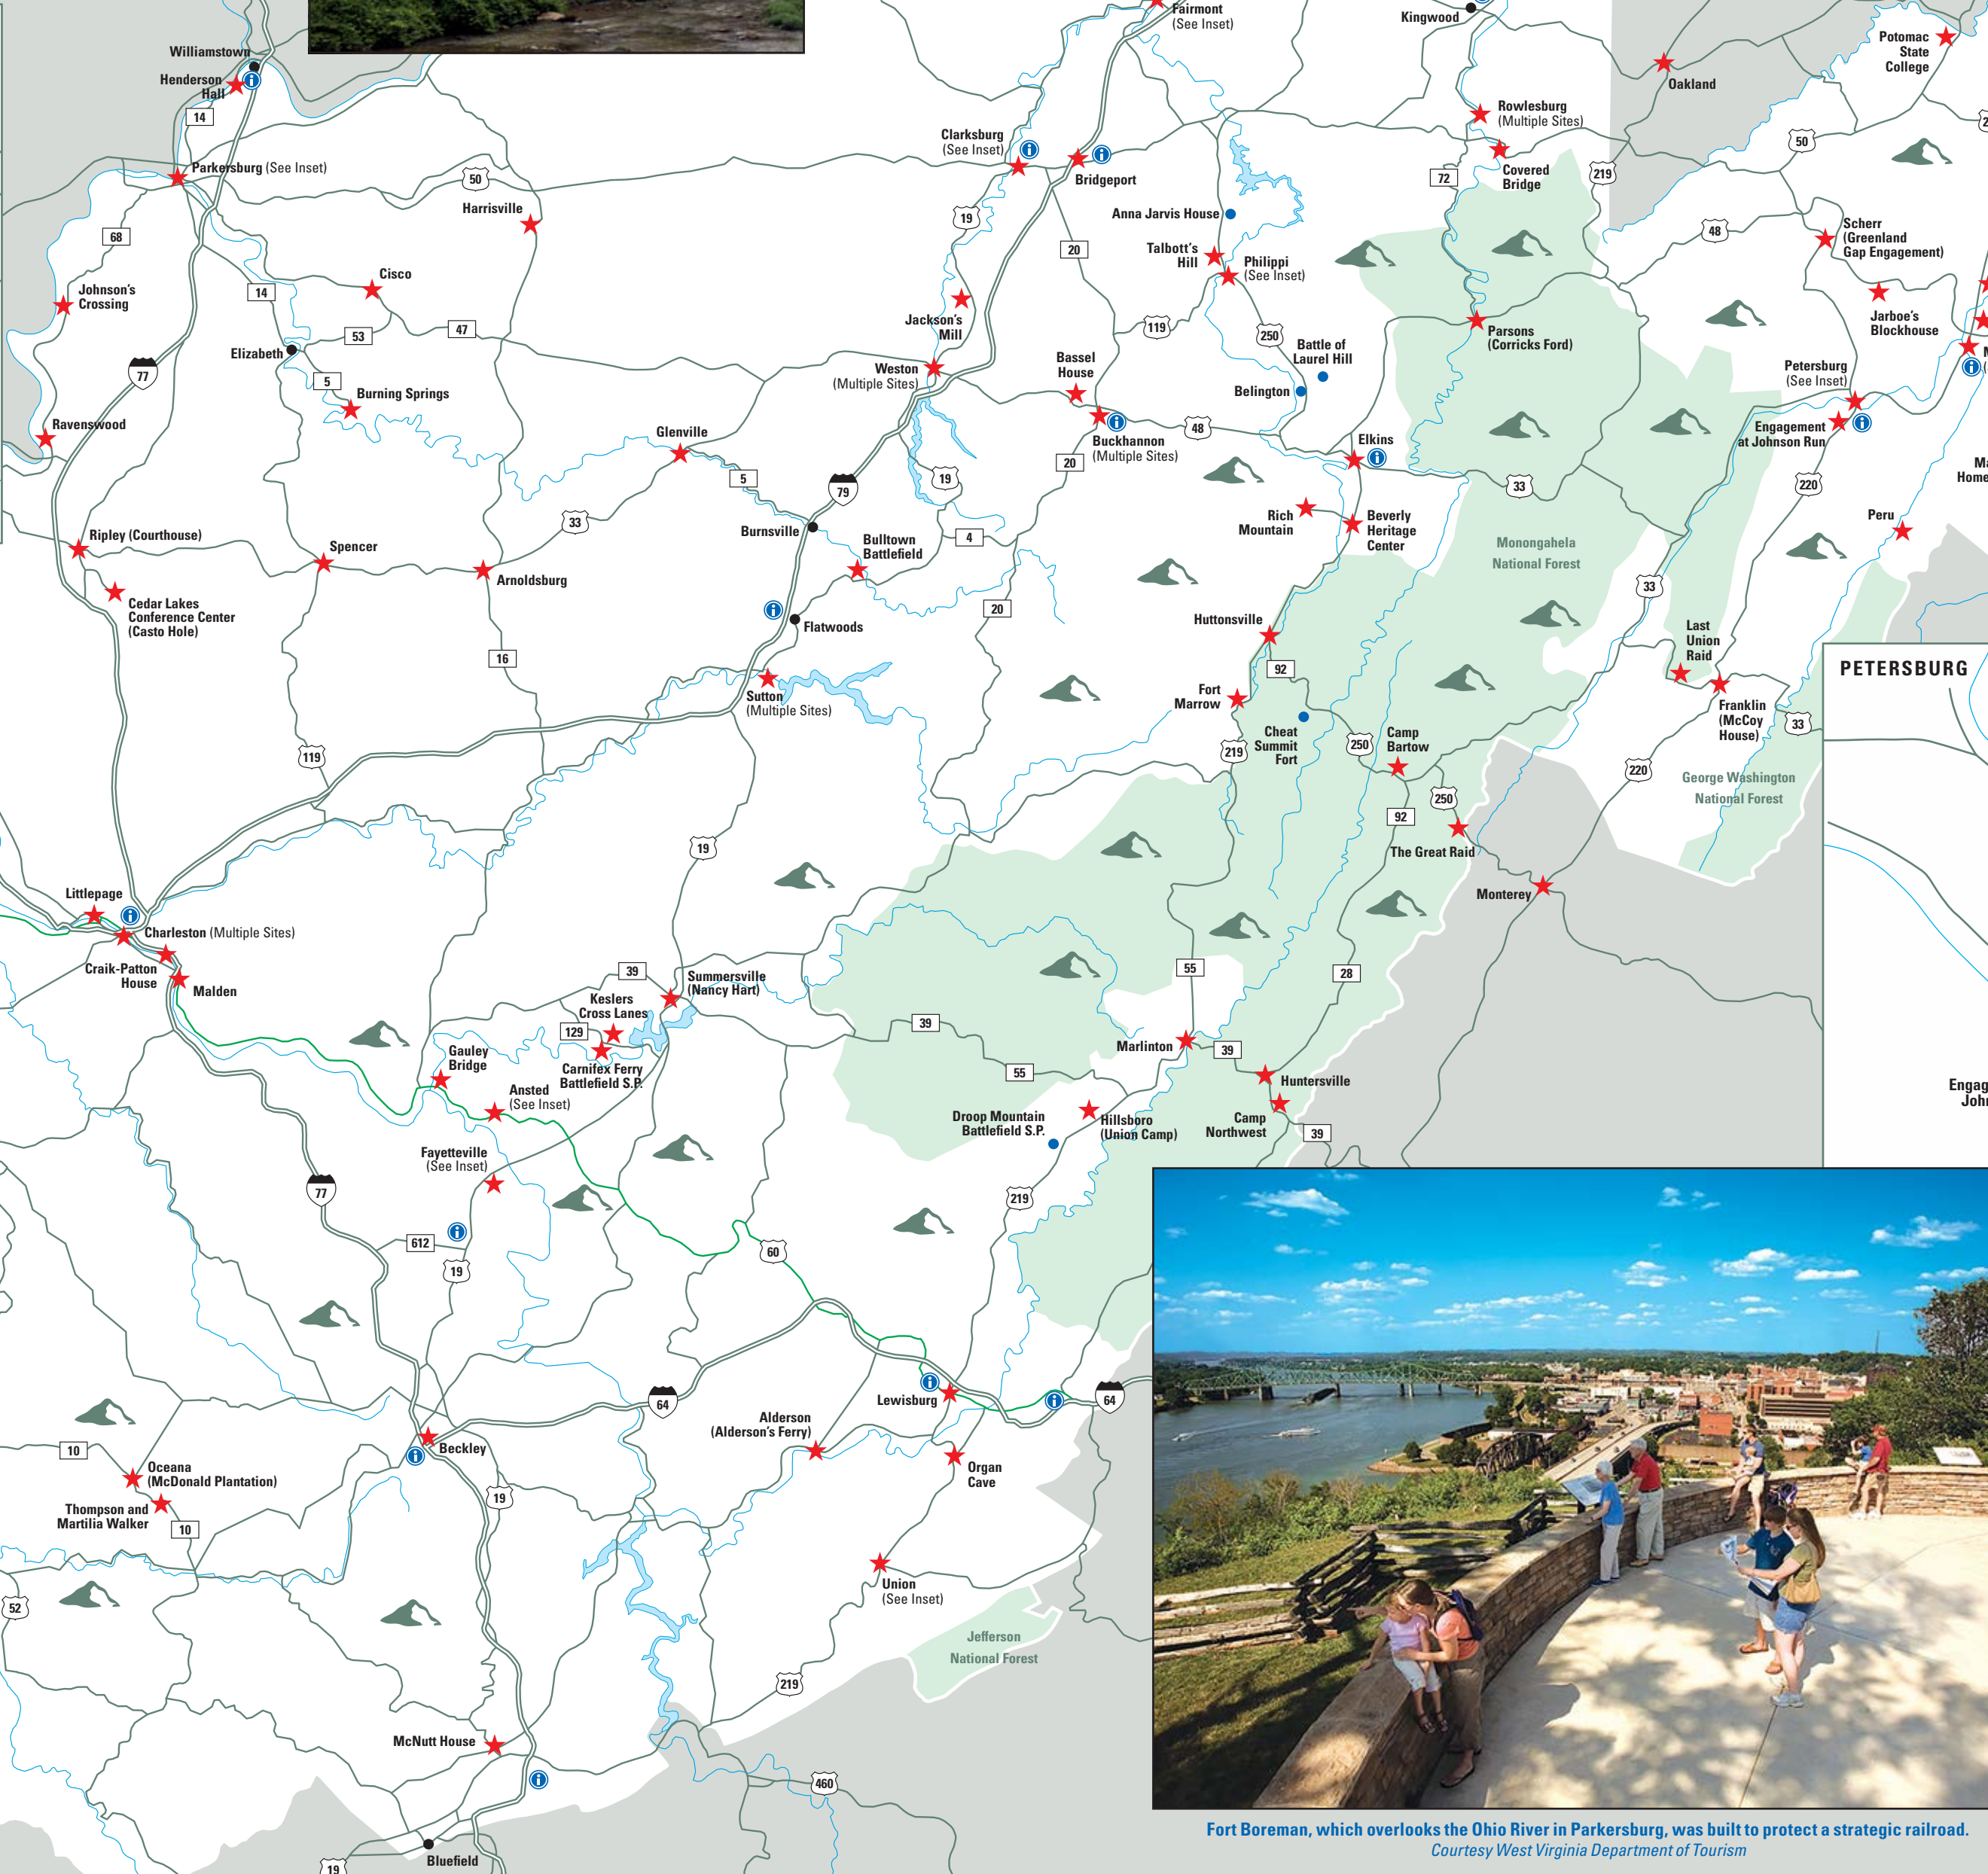 Fairmont
(See Inset)
Kingwood
Potomac
State
College
Oakland
Williamstown
Henderson
Hall
14
Rowlesburg
(Multiple Sites)
Clarksburg
(See Inset)
50
Parkersburg (See Inset)
50
Bridgeport
72
Covered
Bridge
219
Harrisville
19
Anna Jarvis House
68
20
Talbott's
Hill
48
Scherr
(Greenland
Gap Engagement)
Philippi
(See Inset)
Cisco
Johnson's
Crossing
14
Jackson's
Mill
53
47
119
250
Jarboe's
Blockhouse
Parsons
(Corricks Ford)
Elizabeth
Battle of
Laurel Hill
77
Weston
(Multiple Sites)
Bassel
House
Petersburg
(See Inset)
5
Burning Springs
Belington
Ravenswood
Glenville
48
Engagement
at Johnson Run
Buckhannon
(Multiple Sites)
Elkins
20
5
79
19
33
220
Rich
Mountain
Beverly
Heritage
Center
Peru
33
Burnsville
Ripley (Courthouse)
4
Bulltown
Battlefield
Monongahela
National Forest
Spencer
Arnoldsburg
33
Cedar Lakes
Conference Center
(Casto Hole)
20
Flatwoods
Huttonsville
Last
Union
Raid
16
92
PETERSBURG
Sutton
(Multiple Sites)
Fort
Marrow
Franklin
(McCoy
House)
33
Cheat
Summit
Fort
250
Camp
Bartow
119
219
220
George Washington
National Forest
250
92
19
The Great Raid
Littlepage
Monterey
Charleston (Multiple Sites)
Craik-Patton
House
Malden
39
Summersville
(Nancy Hart)
55
28
Keslers
Cross Lanes
129
39
Gauley
Bridge
Carnifex Ferry
Battlefield S.P.
Marlinton
39
Ansted
(See Inset)
55
Huntersville
Droop Mountain
Battlefield S.P.
Hillsboro
(Union Camp)
Camp
Northwest
39
Fayetteville
(See Inset)
77
219
612
60
19
Lewisburg
64
64
Alderson
(Alderson's Ferry)
10
Beckley
Oceana
(McDonald Plantation)
Organ
Cave
Thompson and
Martilia Walker
19
10
Union
(See Inset)
52
Jefferson
National Forest
219
McNutt House
460
Bluefield
19
Fort Boreman, which overlooks the Ohio River in Parkersburg, was built to protect a strategic railroad.
Courtesy West Virginia Department of Tourism